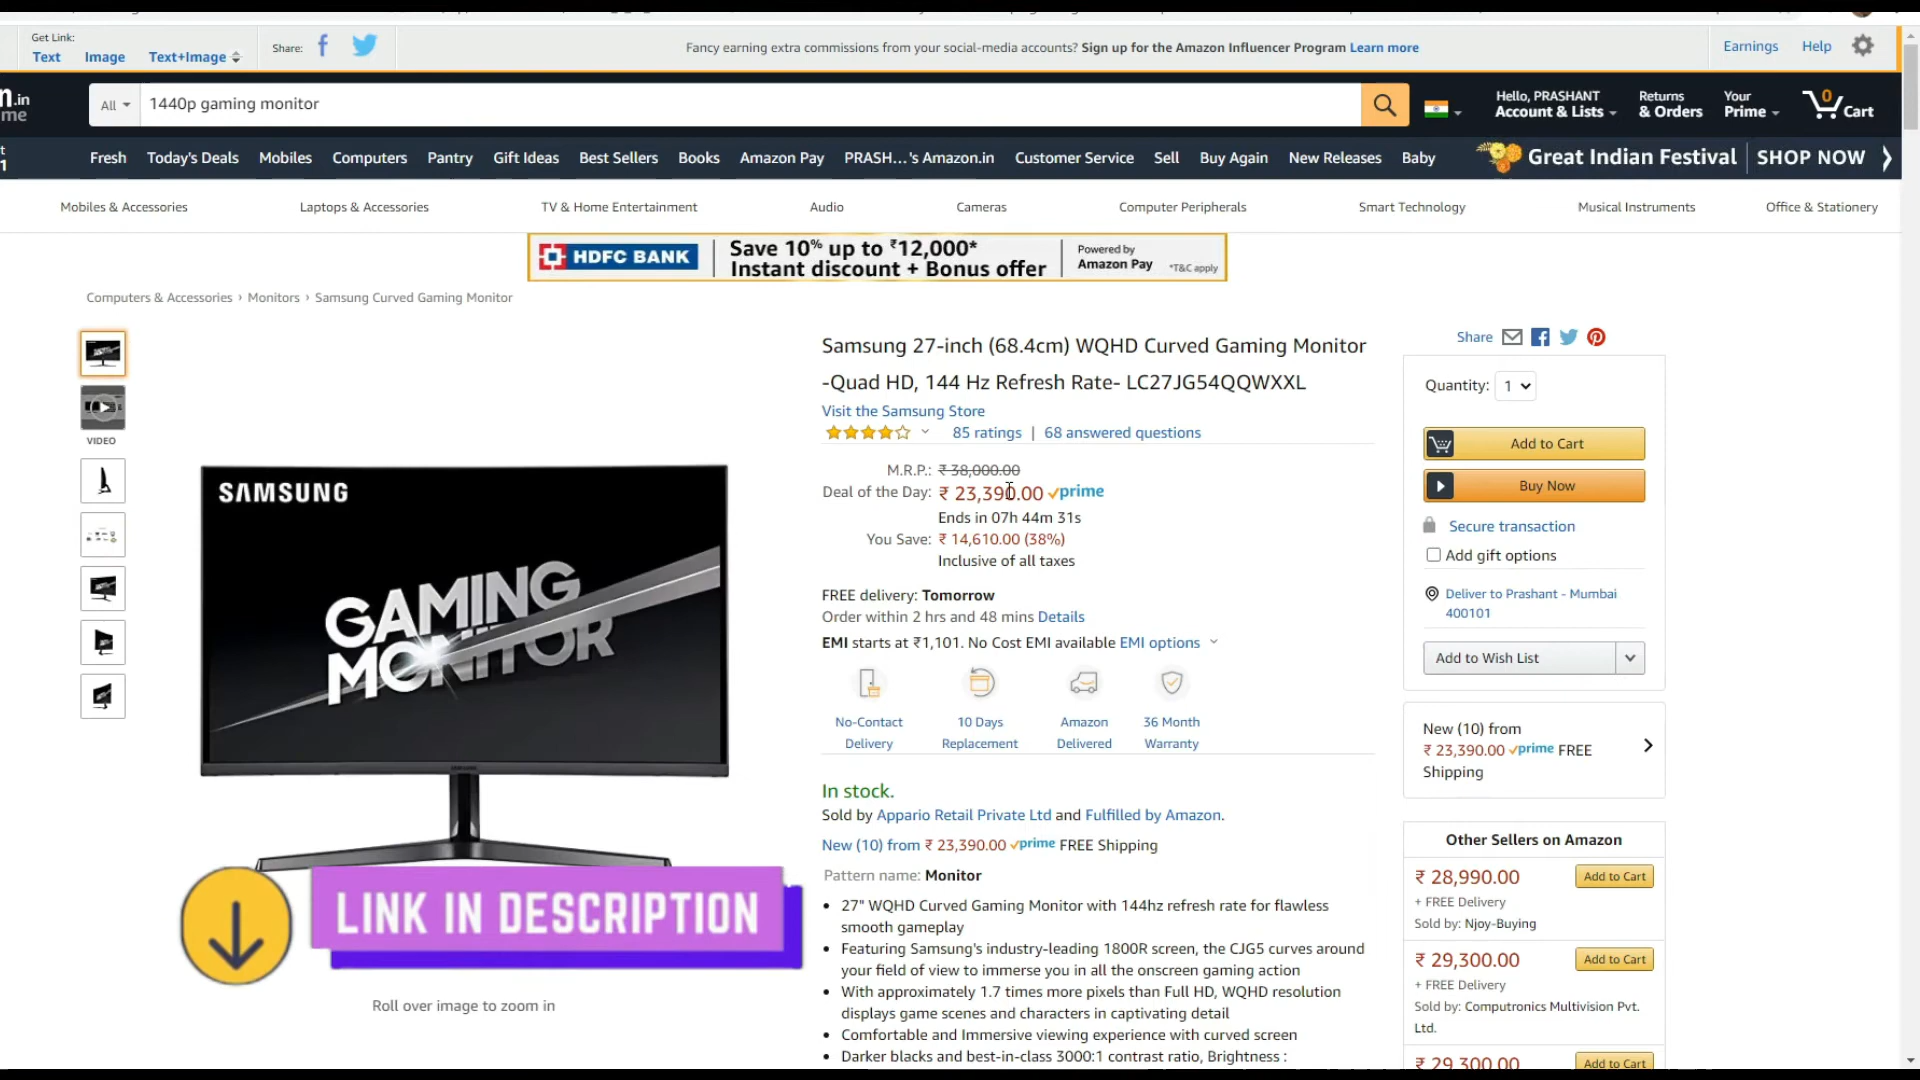 Get Link:
Text Image Text+Image
Share:
Fancy earning extra commissions from your social-media accounts? Sign up for the Amazon Influencer Program Learn more
Earnings Help
n.in
me
All
1440p gaming monitor
Hello, PRASHANT
Account & Lists
Returns
& Orders
Your
Prime
0
Cart
t
1
Fresh Today's Deals Mobiles Computers Pantry Gift Ideas Best Sellers Books Amazon Pay PRASH...'s Amazon.in Customer Service Sell Buy Again New Releases Baby
Great Indian Festival SHOP NOW
Mobiles & Accessories Laptops & Accessories TV & Home Entertainment Audio Cameras Computer Peripherals Smart Technology Musical Instruments Office & Stationery
HDFC BANK
Save 10% up to ₹12,000*
Instant discount + Bonus offer
Powered by
Amazon Pay
*T&C apply
Computers & Accessories › Monitors › Samsung Curved Gaming Monitor
VIDEO
SAMSUNG
GAMING
MONITOR
LINK IN DESCRIPTION
Roll over image to zoom in
Samsung 27-inch (68.4cm) WQHD Curved Gaming Monitor
-Quad HD, 144 Hz Refresh Rate- LC27JG54QQWXXL
Visit the Samsung Store
85 ratings | 68 answered questions
M.R.P.: ₹ 38,000.00
Deal of the Day: ₹ 23,390.00 prime
Ends in 07h 44m 31s
You Save: ₹ 14,610.00 (38%)
Inclusive of all taxes
FREE delivery: Tomorrow
Order within 2 hrs and 48 mins Details
EMI starts at ₹1,101. No Cost EMI available EMI options
No-Contact
Delivery
10 Days
Replacement
Amazon
Delivered
36 Month
Warranty
In stock.
Sold by Appario Retail Private Ltd and Fulfilled by Amazon.
New (10) from ₹ 23,390.00 prime FREE Shipping
Pattern name: Monitor
• 27" WQHD Curved Gaming Monitor with 144hz refresh rate for flawless
smooth gameplay
• Featuring Samsung's industry-leading 1800R screen, the CJG5 curves around
your field of view to immerse you in all the onscreen gaming action
• With approximately 1.7 times more pixels than Full HD, WQHD resolution
displays game scenes and characters in captivating detail
• Comfortable and Immersive viewing experience with curved screen
• Darker blacks and best-in-class 3000:1 contrast ratio, Brightness :
Share
Quantity: 1
Add to Cart
Buy Now
Secure transaction
Add gift options
Deliver to Prashant - Mumbai
400101
Add to Wish List
New (10) from
₹ 23,390.00 prime FREE
Shipping
Other Sellers on Amazon
₹ 28,990.00 Add to Cart
+ FREE Delivery
Sold by: Njoy-Buying
₹ 29,300.00 Add to Cart
+ FREE Delivery
Sold by: Computronics Multivision Pvt.
Ltd.
₹ 29,300.00 Add to Cart